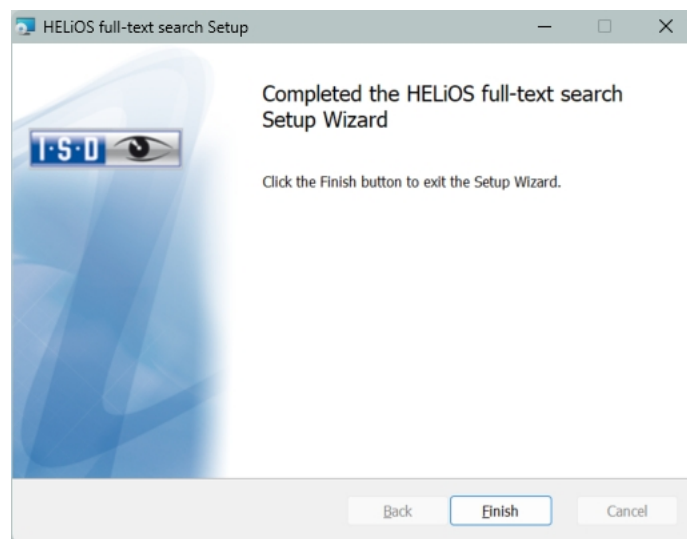 HELiOS full-text search Setup
Completed the HELiOS full-text search
Setup Wizard
I·S·D
Click the Finish button to exit the Setup Wizard.
Back
Finish
Cancel